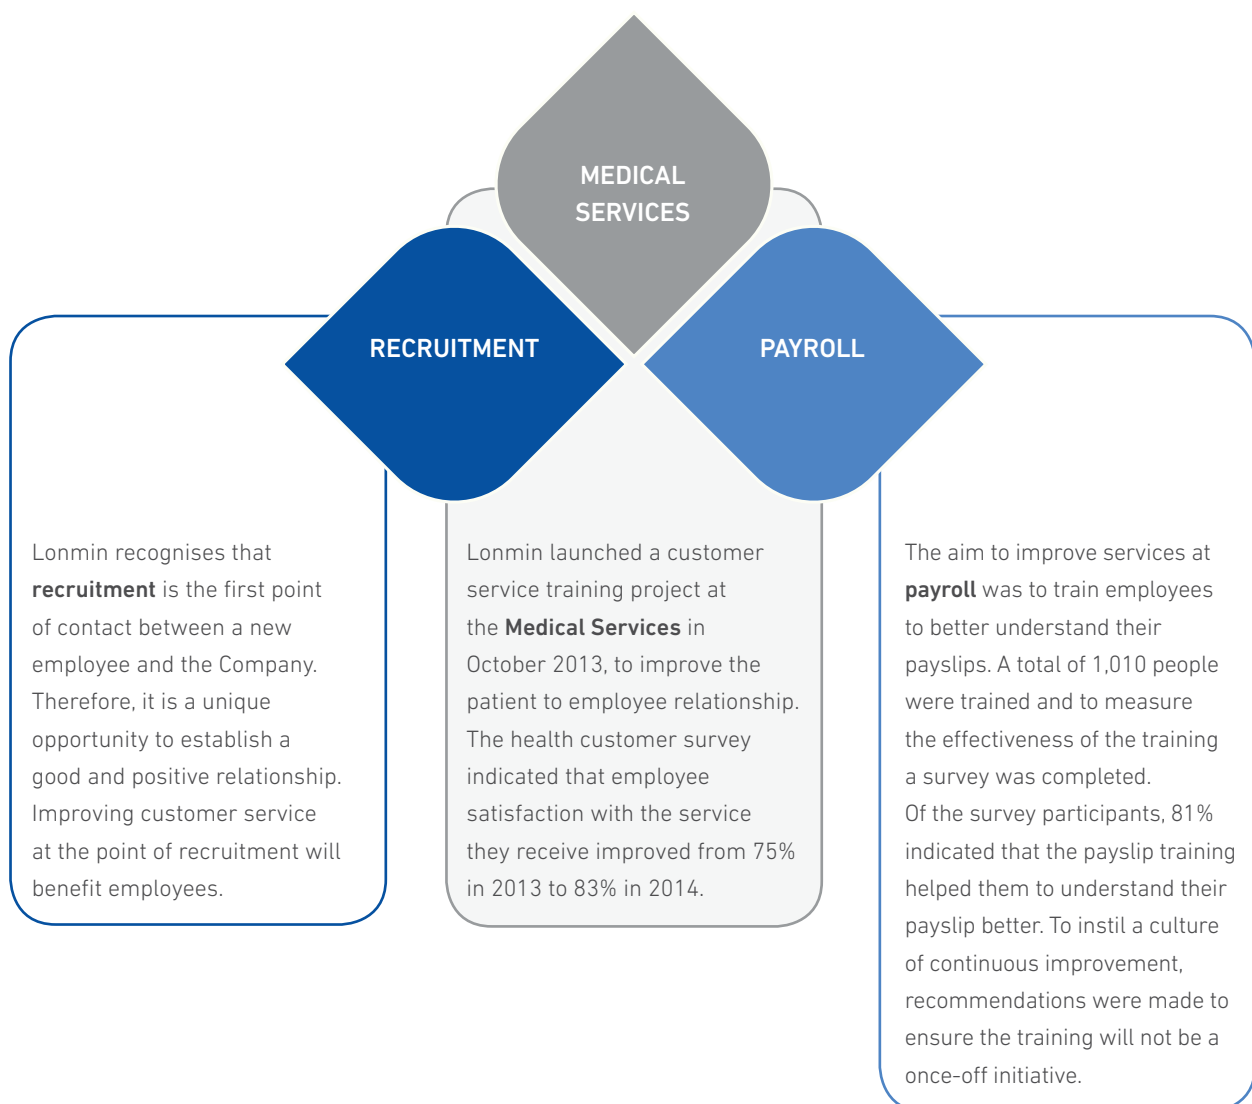 MEDICAL
SERVICES
RECRUITMENT
PAYROLL
Lonmin recognises that
recruitment is the first point
of contact between a new
employee and the Company.
Therefore, it is a unique
opportunity to establish a
good and positive relationship.
Improving customer service
at the point of recruitment will
benefit employees.
Lonmin launched a customer
service training project at
the Medical Services in
October 2013, to improve the
patient to employee relationship.
The health customer survey
indicated that employee
satisfaction with the service
they receive improved from 75%
in 2013 to 83% in 2014.
The aim to improve services at
payroll was to train employees
to better understand their
payslips. A total of 1,010 people
were trained and to measure
the effectiveness of the training
a survey was completed.
Of the survey participants, 81%
indicated that the payslip training
helped them to understand their
payslip better. To instil a culture
of continuous improvement,
recommendations were made to
ensure the training will not be a
once-off initiative.